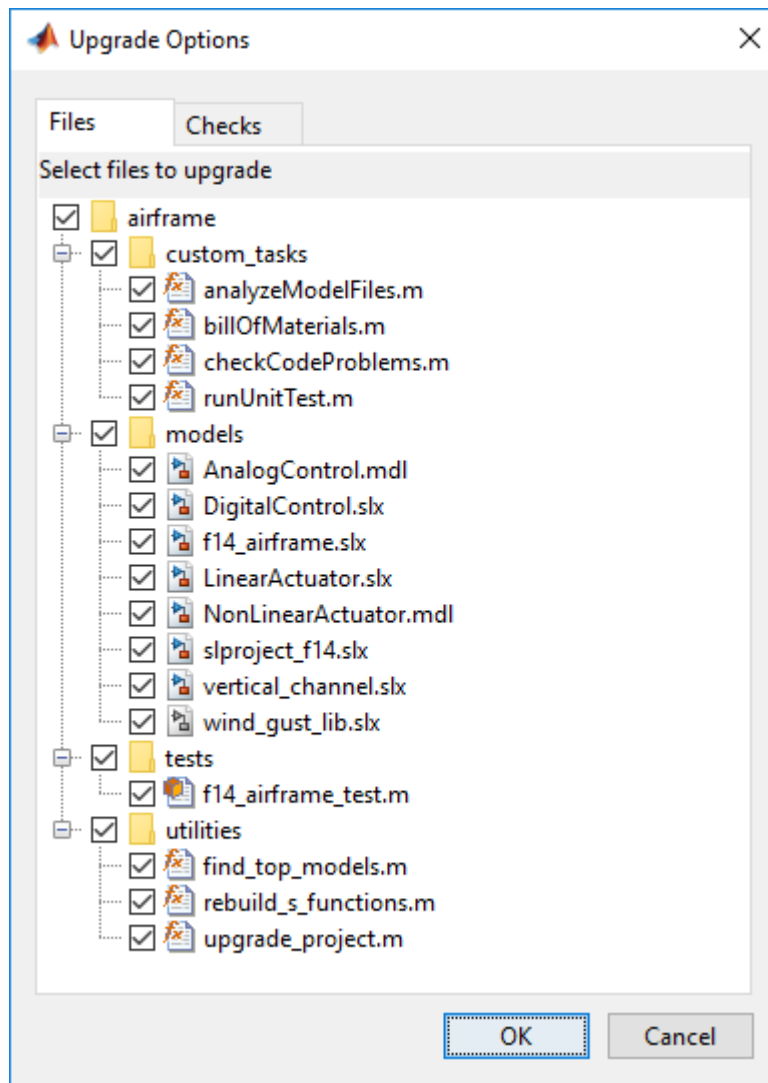 Upgrade Options
Files
Checks
Select files to upgrade
airframe
custom_tasks
analyzeModelFiles.m
billOfMaterials.m
checkCodeProblems.m
runUnitTest.m
models
AnalogControl.mdl
DigitalControl.slx
f14_airframe.slx
LinearActuator.slx
NonLinearActuator.mdl
slproject_f14.slx
vertical_channel.slx
wind_gust_lib.slx
tests
f14_airframe_test.m
utilities
find_top_models.m
rebuild_s_functions.m
upgrade_project.m
OK
Cancel